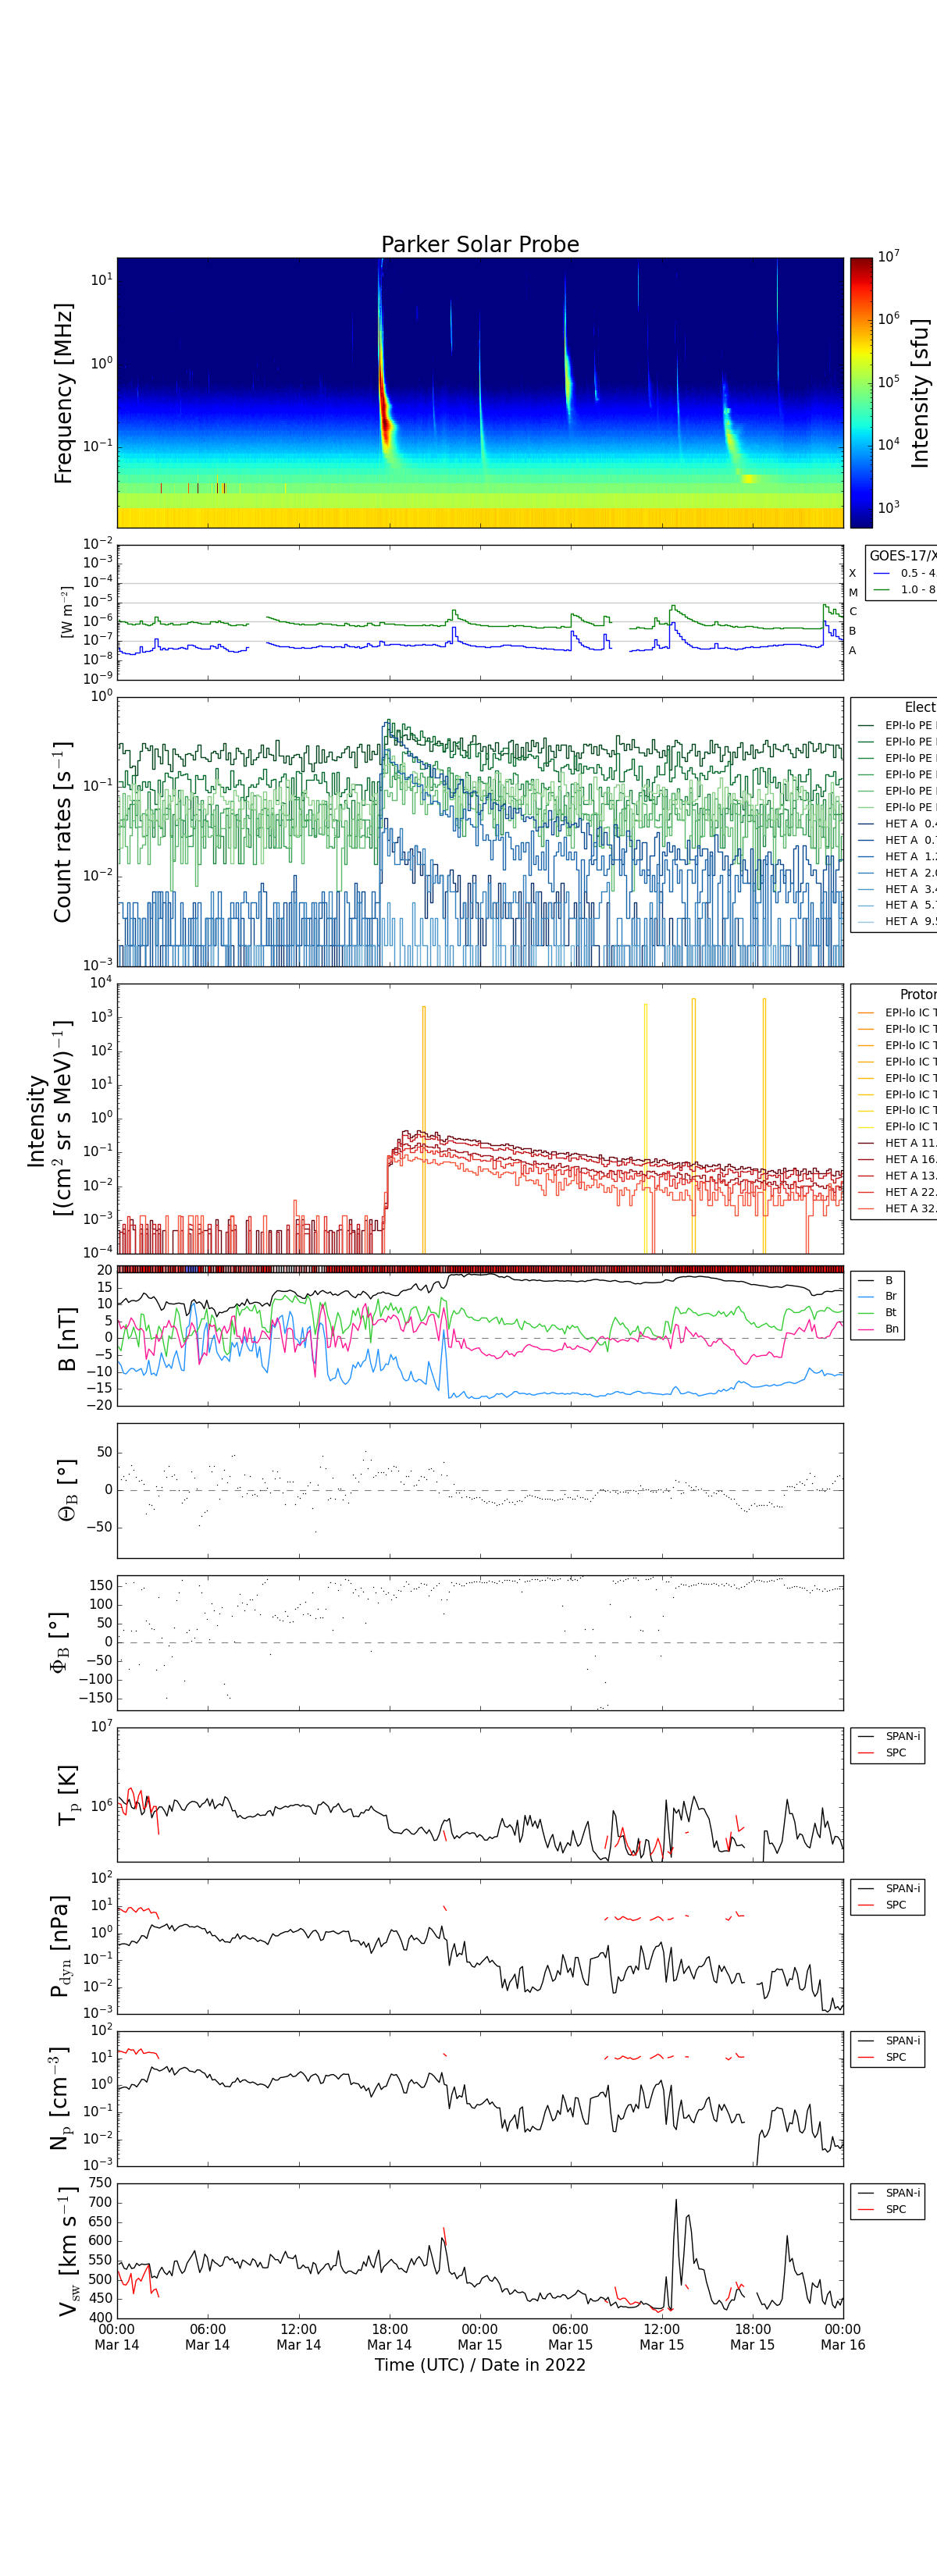 Parker Solar Probe
Frequency [MHz]
10¹
10⁰
10⁻¹
10⁷
10⁶
10⁵
10⁴
10³
Intensity [sfu]
[W m⁻²]
10⁻²
10⁻³
10⁻⁴
10⁻⁵
10⁻⁶
10⁻⁷
10⁻⁸
10⁻⁹
X
M
C
B
A
GOES-17/X
0.5 - 4
1.0 - 8
Count rates [s⁻¹]
10⁰
10⁻¹
10⁻²
10⁻³
Elect
EPI-lo PE
EPI-lo PE
EPI-lo PE
EPI-lo PE
EPI-lo PE
EPI-lo PE
HET A 0.4
HET A 0.7
HET A 1.2
HET A 2.0
HET A 3.4
HET A 5.7
HET A 9.5
Intensity
[(cm² sr s MeV)⁻¹]
10⁴
10³
10²
10¹
10⁰
10⁻¹
10⁻²
10⁻³
10⁻⁴
Proton
EPI-lo IC T
EPI-lo IC T
EPI-lo IC T
EPI-lo IC T
EPI-lo IC T
EPI-lo IC T
EPI-lo IC T
EPI-lo IC T
HET A 11.
HET A 16.
HET A 13.
HET A 22.
HET A 32.
B [nT]
20
15
10
5
0
−5
−10
−15
−20
B
Br
Bt
Bn
Θ_B [°]
50
0
−50
Φ_B [°]
150
100
50
0
−50
−100
−150
T_p [K]
10⁷
10⁶
SPAN-i
SPC
P_dyn [nPa]
10²
10¹
10⁰
10⁻¹
10⁻²
10⁻³
SPAN-i
SPC
N_p [cm⁻³]
10²
10¹
10⁰
10⁻¹
10⁻²
10⁻³
SPAN-i
SPC
V_sw [km s⁻¹]
750
700
650
600
550
500
450
400
SPAN-i
SPC
00:00 06:00 12:00 18:00 00:00 06:00 12:00 18:00 00:00
Mar 14 Mar 14 Mar 14 Mar 14 Mar 15 Mar 15 Mar 15 Mar 15 Mar 16
Time (UTC) / Date in 2022